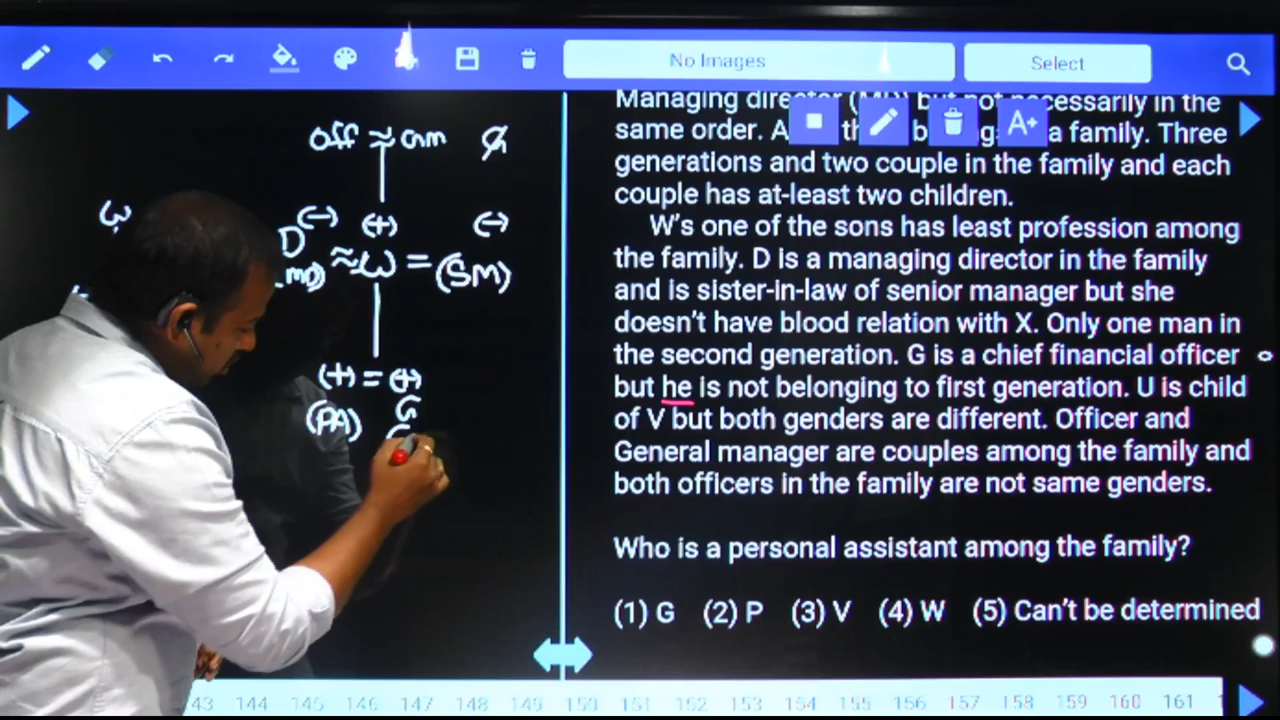 No Images
Select
off ≈ Gm
ω
(-) (+) (-)
D ≈ ω = (SM)
(+) = (+)
(PA) G
Managing director (MD) but not necessarily in the
same order.
a family. Three
generations and two couple in the family and each
couple has at-least two children.
W's one of the sons has least profession among
the family. D is a managing director in the family
and is sister-in-law of senior manager but she
doesn't have blood relation with X. Only one man in
the second generation. G is a chief financial officer
but he is not belonging to first generation. U is child
of V but both genders are different. Officer and
General manager are couples among the family and
both officers in the family are not same genders.
Who is a personal assistant among the family?
(1) G (2) P (3) V (4) W (5) Can't be determined
A+
43 144 145 146 147 148 149 150 151 152 153 154 155 156 157 158 159 160 161